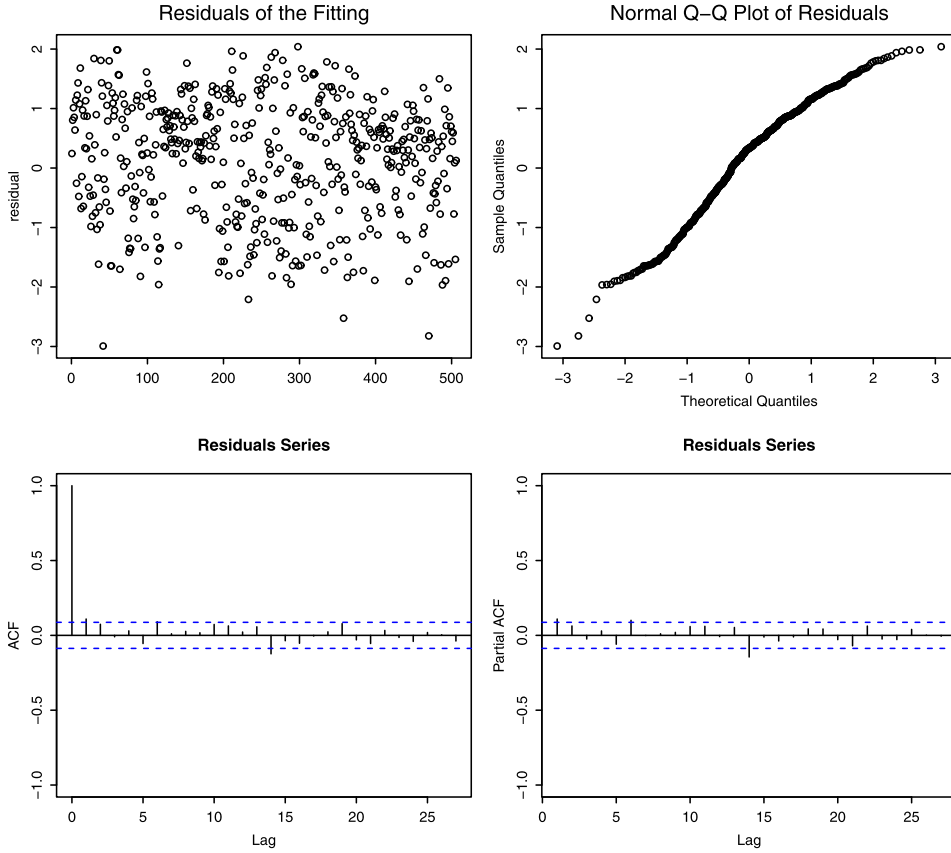 Residuals of the Fitting
residual
2
1
0
−1
−2
−3
0 100 200 300 400 500
Normal Q−Q Plot of Residuals
Sample Quantiles
2
1
0
−1
−2
−3
−3 −2 −1 0 1 2 3
Theoretical Quantiles
Residuals Series
ACF
1.0
0.5
0.0
−0.5
−1.0
0 5 10 15 20 25
Lag
Residuals Series
Partial ACF
1.0
0.5
0.0
−0.5
−1.0
0 5 10 15 20 25
Lag